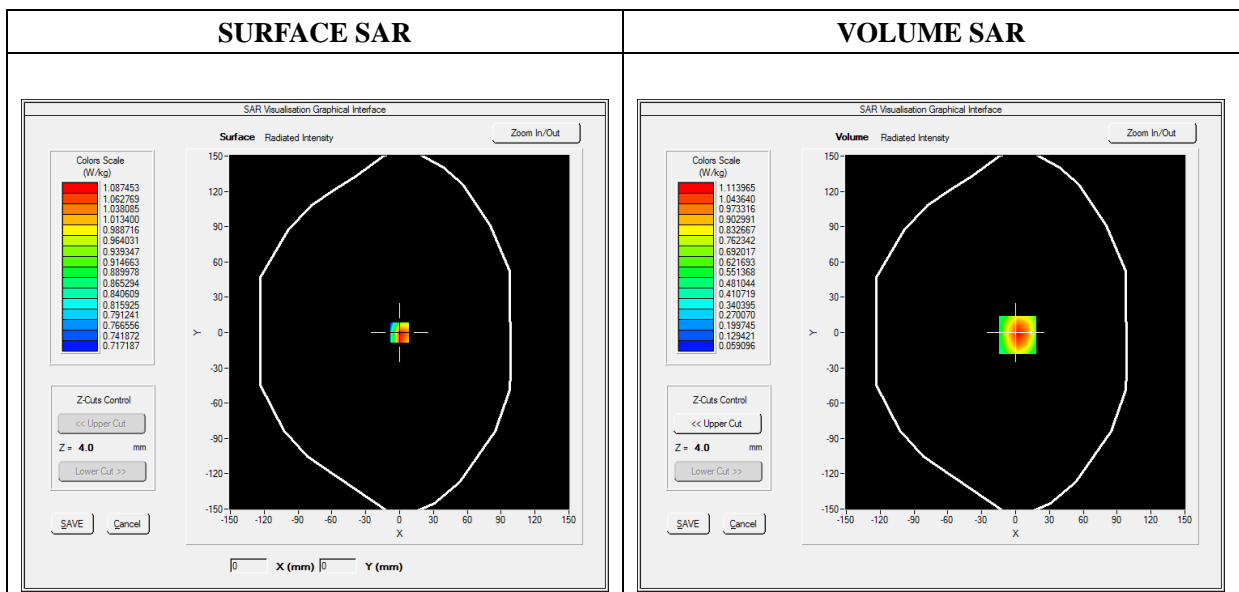 SURFACE SAR
SAR Visualisation Graphical Interface
Surface Radiated Intensity
Zoom In/Out
Colors Scale
(W/kg)
1.087453
1.062769
1.038085
1.013400
0.988716
0.964031
0.939347
0.914663
0.889978
0.865294
0.840609
0.815925
0.791241
0.766556
0.741872
0.717187
Z-Cuts Control
<< Upper Cut
Z = 4.0 mm
Lower Cut >>
SAVE
Cancel
150
120
90
60
30
0
-30
-60
-90
-120
-150
Y
-150 -120 -90 -60 -30 0 30 60 90 120 150
X
0 X (mm) 0 Y (mm)
VOLUME SAR
SAR Visualisation Graphical Interface
Volume Radiated Intensity
Zoom In/Out
Colors Scale
(W/kg)
1.113965
1.043640
0.973316
0.902991
0.832667
0.762342
0.692017
0.621693
0.551368
0.481044
0.410719
0.340395
0.270070
0.199745
0.129421
0.059096
Z-Cuts Control
<< Upper Cut
Z = 4.0 mm
Lower Cut >>
SAVE
Cancel
150
120
90
60
30
0
-30
-60
-90
-120
-150
Y
-150 -120 -90 -60 -30 0 30 60 90 120 150
X